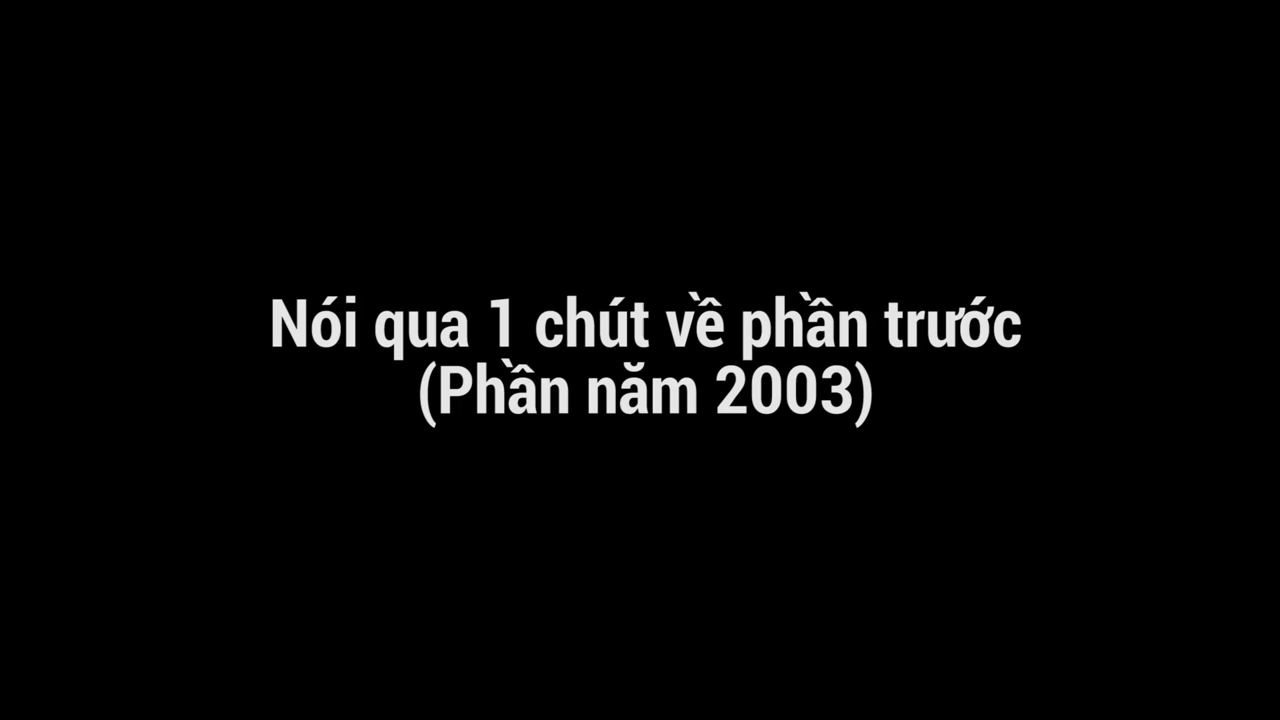 Nói qua 1 chút về phần trước
(Phần năm 2003)